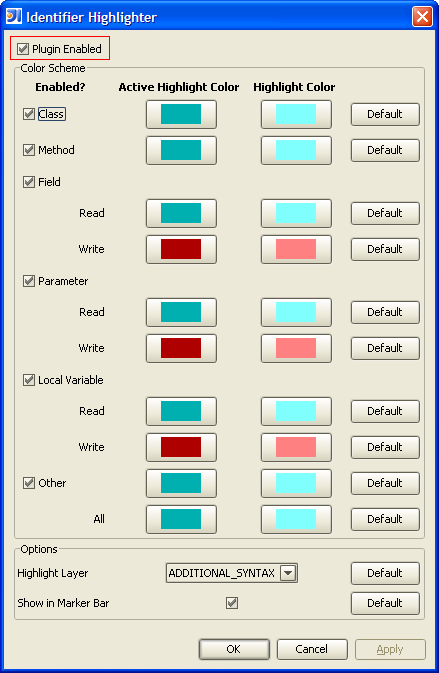 Identifier Highlighter
Plugin Enabled
Color Scheme
Enabled? Active Highlight Color Highlight Color
Class Default
Method Default
Field
Read Default
Write Default
Parameter
Read Default
Write Default
Local Variable
Read Default
Write Default
Other Default
All Default
Options
Highlight Layer ADDITIONAL_SYNTAX Default
Show in Marker Bar Default
OK Cancel Apply